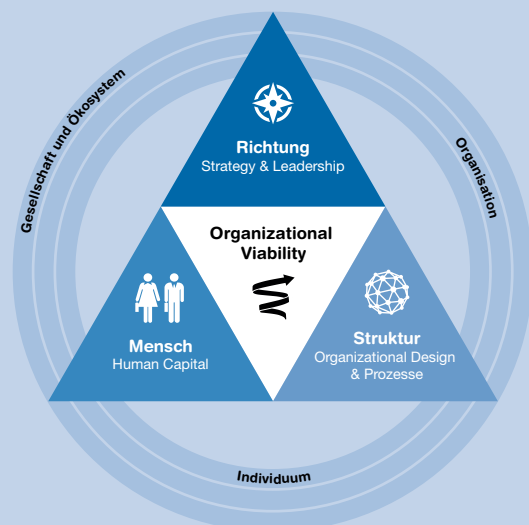 Gesellschaft und Ökosystem
Organisation
Richtung
Strategy & Leadership
Organizational
Viability
Mensch
Human Capital
Struktur
Organizational Design
& Prozesse
Individuum